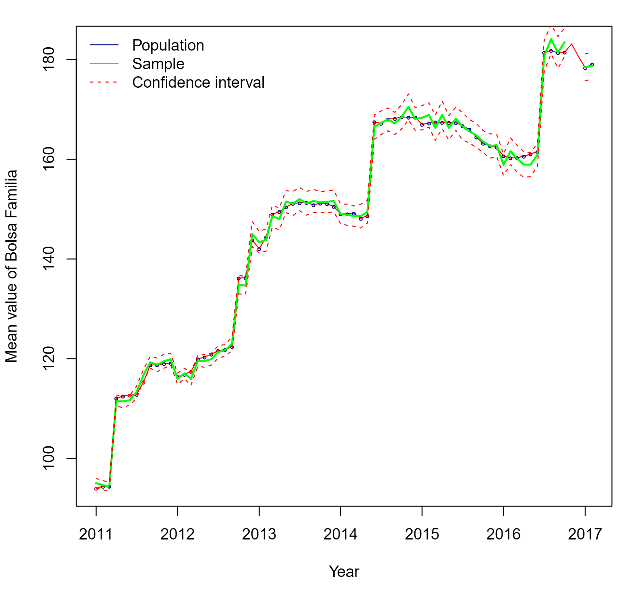 Population
Sample
Confidence interval
180
160
140
120
100
Mean value of Bolsa Familia
2011 2012 2013 2014 2015 2016 2017
Year